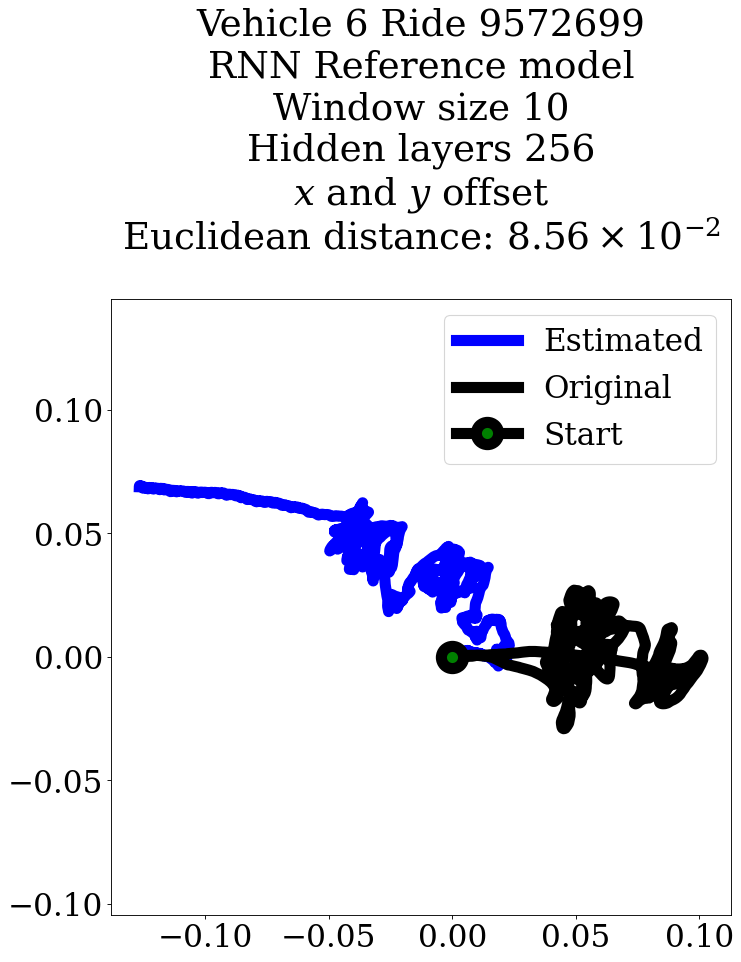 Vehicle 6 Ride 9572699
RNN Reference model
Window size 10
Hidden layers 256
x and y offset
Euclidean distance: 8.56 × 10⁻²
Estimated
Original
Start
0.10
0.05
0.00
−0.05
−0.10
−0.10 −0.05 0.00 0.05 0.10